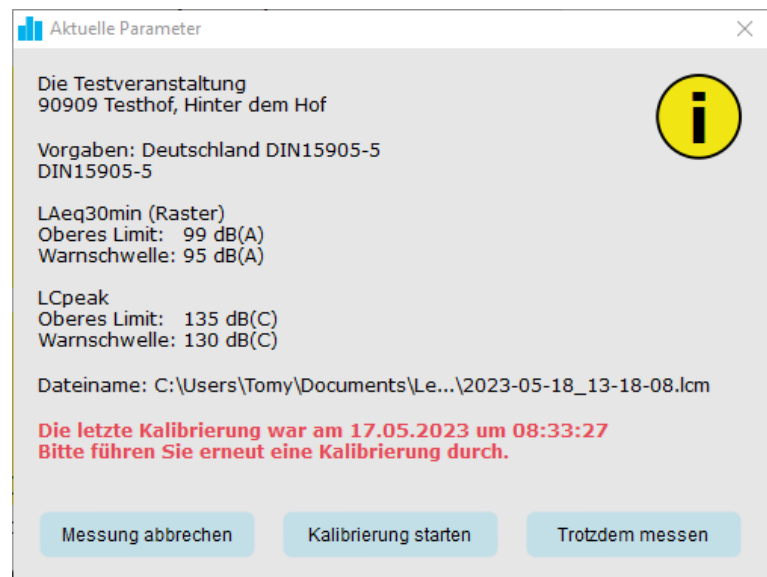 Aktuelle Parameter
Die Testveranstaltung
90909 Testhof, Hinter dem Hof
Vorgaben: Deutschland DIN15905-5
DIN15905-5
LAeq30min (Raster)
Oberes Limit: 99 dB(A)
Warnschwelle: 95 dB(A)
LCpeak
Oberes Limit: 135 dB(C)
Warnschwelle: 130 dB(C)
Dateiname: C:\Users\Tomy\Documents\Le...\2023-05-18_13-18-08.lcm
Die letzte Kalibrierung war am 17.05.2023 um 08:33:27
Bitte führen Sie erneut eine Kalibrierung durch.
Messung abbrechen Kalibrierung starten Trotzdem messen